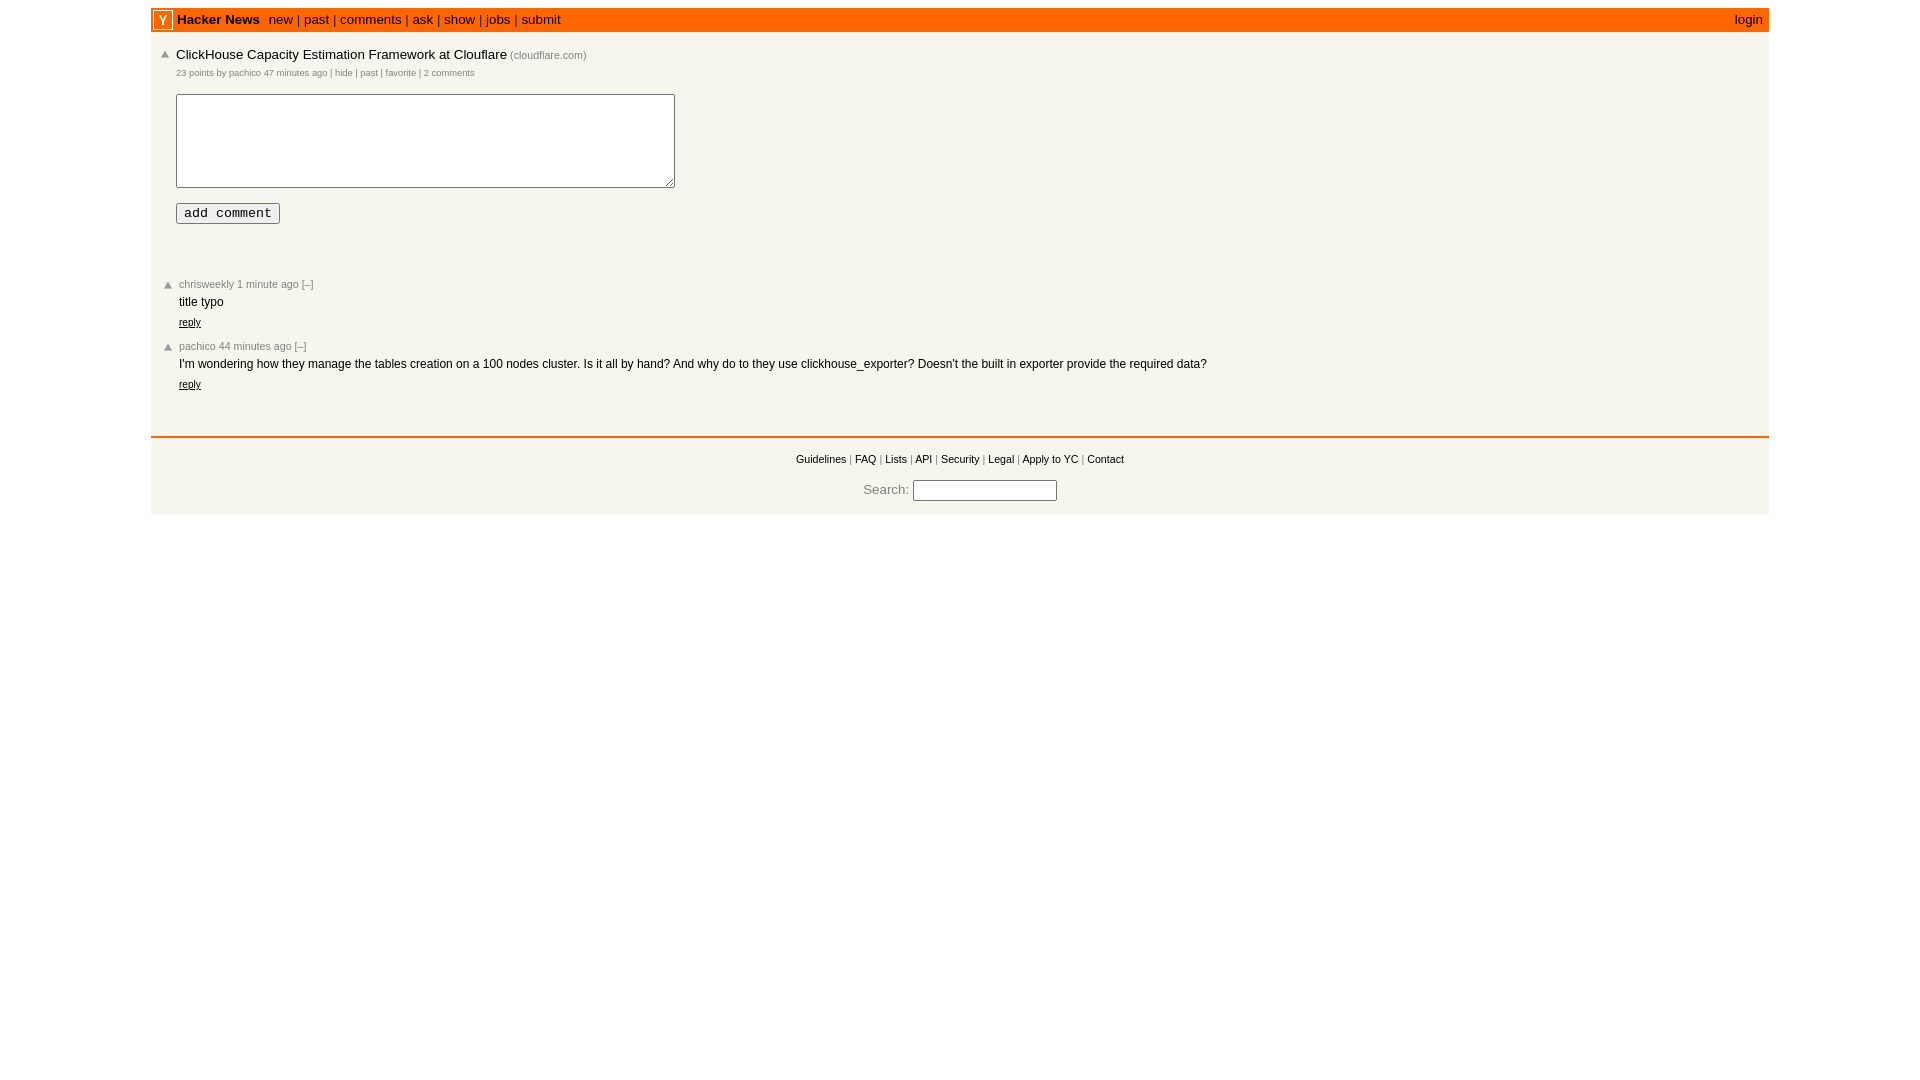 Y Hacker News new | past | comments | ask | show | jobs | submit login
ClickHouse Capacity Estimation Framework at Clouflare (cloudflare.com)
23 points by pachico 47 minutes ago | hide | past | favorite | 2 comments
add comment
chrisweekly 1 minute ago [–]
title typo
reply
pachico 44 minutes ago [–]
I'm wondering how they manage the tables creation on a 100 nodes cluster. Is it all by hand? And why do to they use clickhouse_exporter? Doesn't the built in exporter provide the required data?
reply
Guidelines | FAQ | Lists | API | Security | Legal | Apply to YC | Contact
Search: